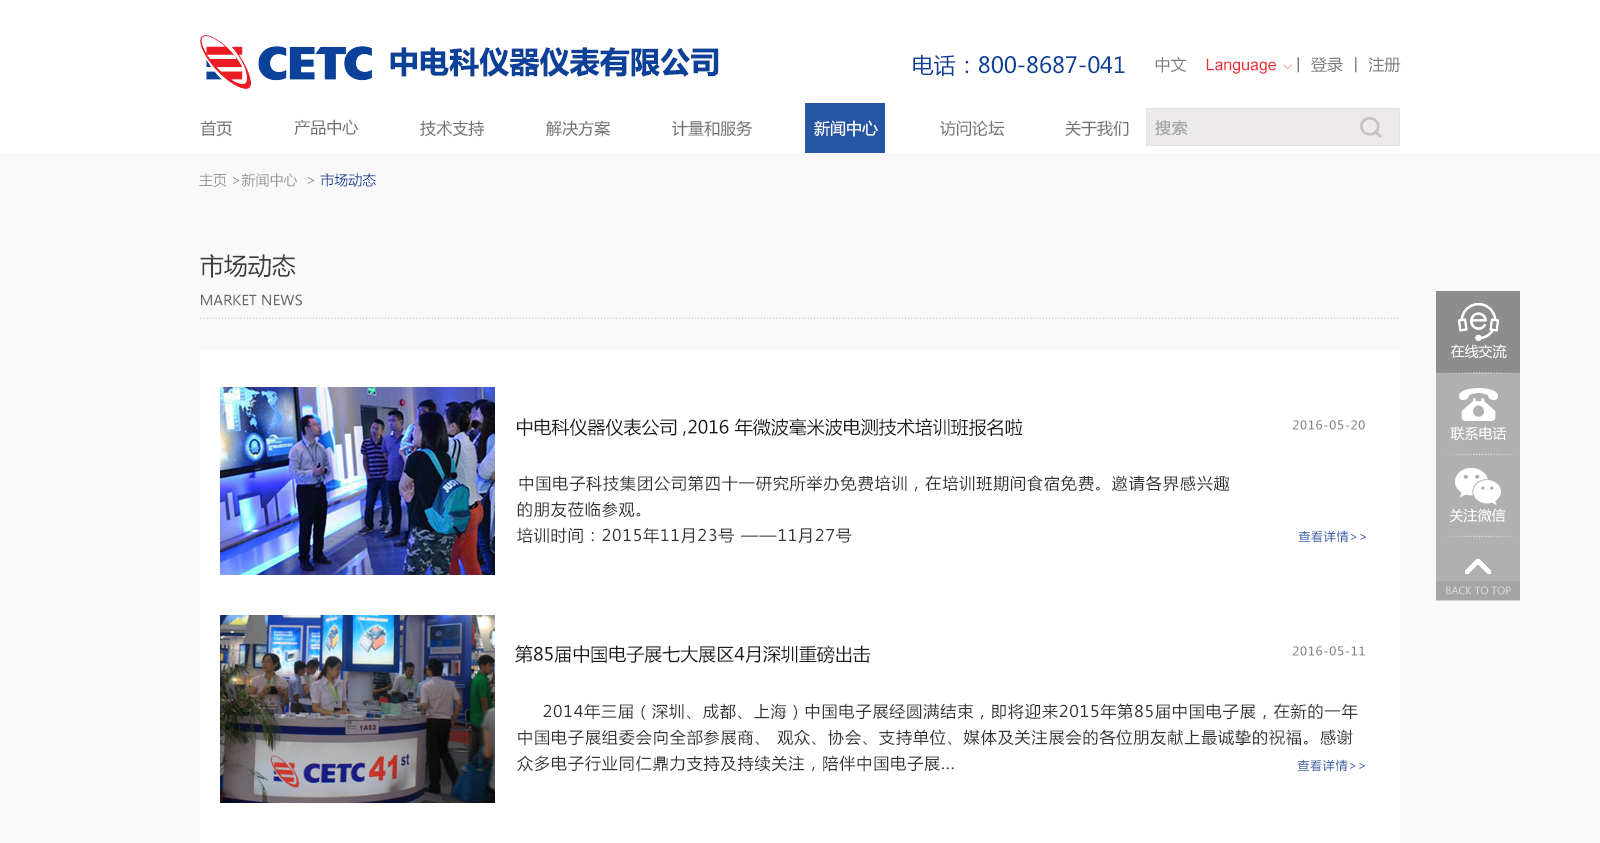 CETC 中电科仪器仪表有限公司
电话：800-8687-041
中文 Language | 登录 | 注册
首页 产品中心 技术支持 解决方案 计量和服务 新闻中心 访问论坛 关于我们 搜索
主页 >新闻中心 > 市场动态
市场动态
MARKET NEWS
中电科仪器仪表公司 ,2016 年微波毫米波电测技术培训班报名啦 2016-05-20
中国电子科技集团公司第四十一研究所举办免费培训，在培训班期间食宿免费。邀请各界感兴趣
的朋友莅临参观。
培训时间：2015年11月23号 ——11月27号
查看详情>>
第85届中国电子展七大展区4月深圳重磅出击 2016-05-11
2014年三届（深圳、成都、上海）中国电子展经圆满结束，即将迎来2015年第85届中国电子展，在新的一年
中国电子展组委会向全部参展商、 观众、协会、支持单位、媒体及关注展会的各位朋友献上最诚挚的祝福。感谢
众多电子行业同仁鼎力支持及持续关注，陪伴中国电子展...
查看详情>>
1A52
CETC 41st
在线交流
联系电话
关注微信
BACK TO TOP